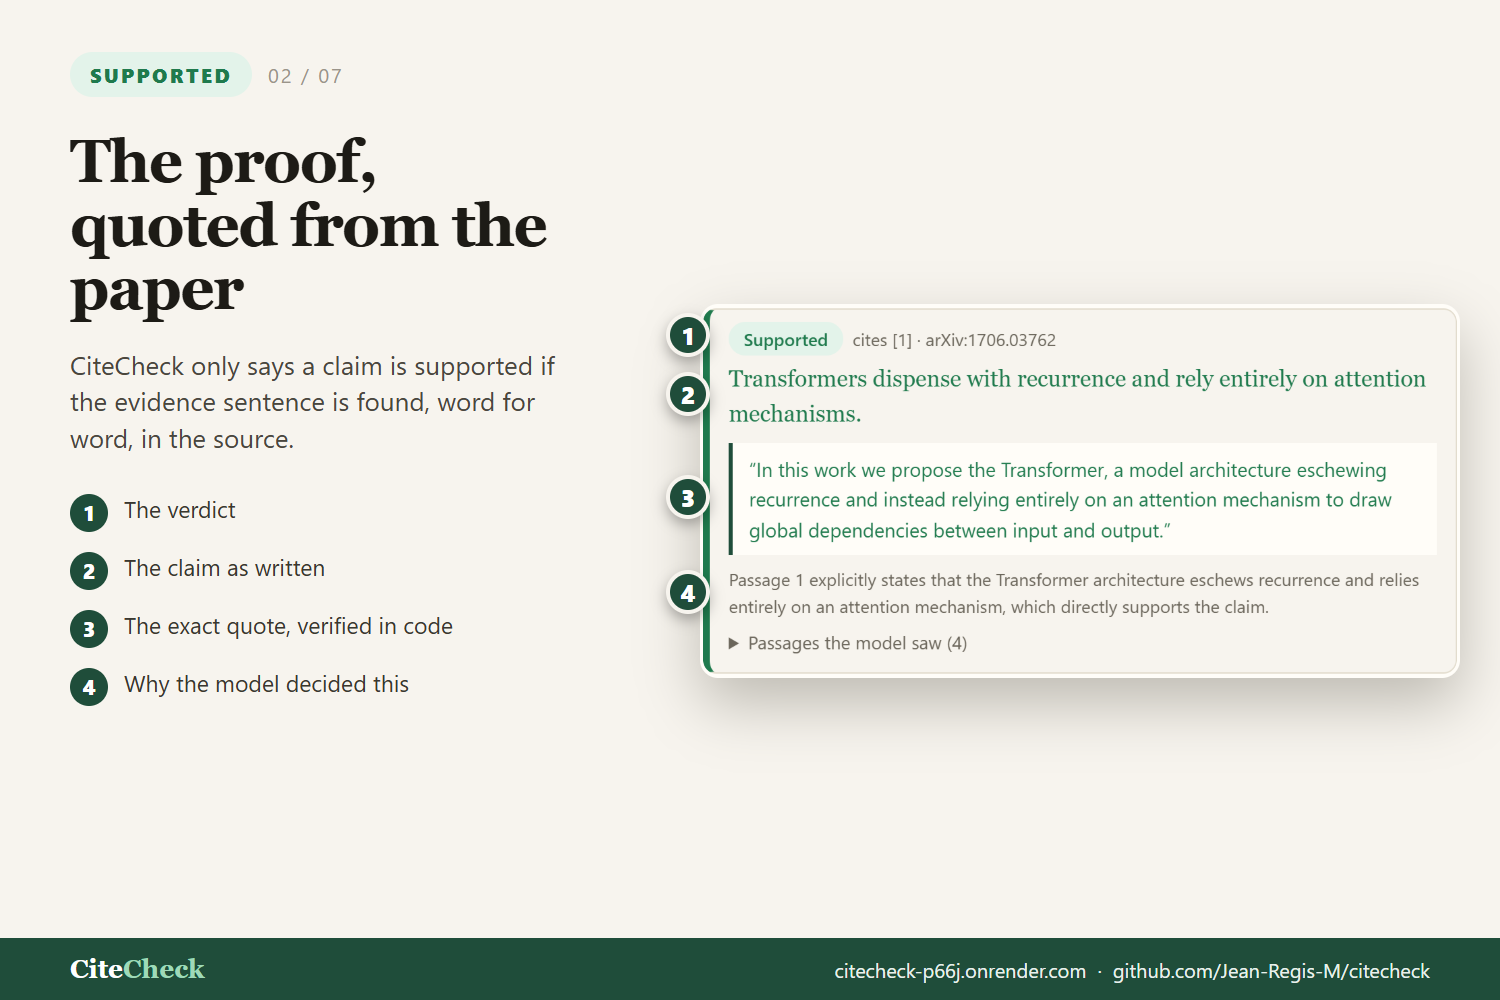 SUPPORTED 02 / 07
The proof,
quoted from the
paper
CiteCheck only says a claim is supported if
the evidence sentence is found, word for
word, in the source.
1 The verdict
2 The claim as written
3 The exact quote, verified in code
4 Why the model decided this
1 Supported cites [1] · arXiv:1706.03762
2 Transformers dispense with recurrence and rely entirely on attention
mechanisms.
3 “In this work we propose the Transformer, a model architecture eschewing
recurrence and instead relying entirely on an attention mechanism to draw
global dependencies between input and output.”
4 Passage 1 explicitly states that the Transformer architecture eschews recurrence and relies
entirely on an attention mechanism, which directly supports the claim.
▶ Passages the model saw (4)
CiteCheck citecheck-p66j.onrender.com · github.com/Jean-Regis-M/citecheck